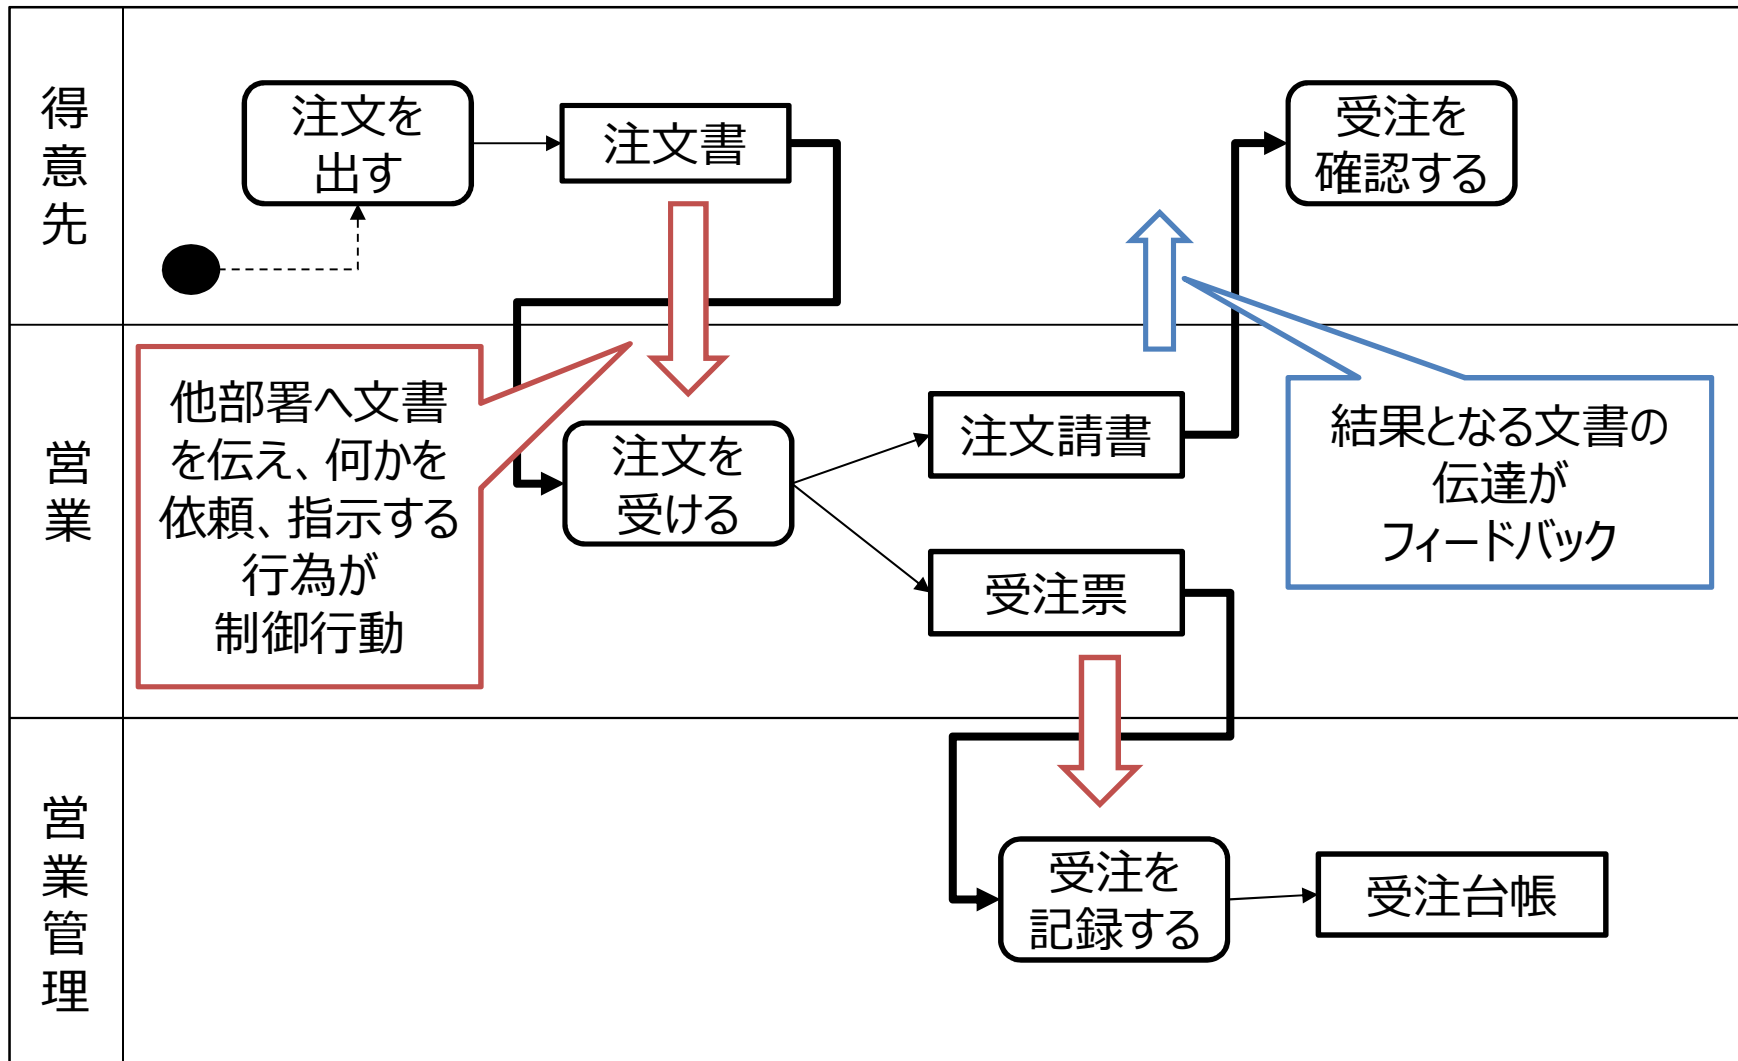 得意先
注文を
出す
注文書
受注を
確認する
営業
他部署へ文書
を伝え、何かを
依頼、指示する
行為が
制御行動
注文を
受ける
注文請書
受注票
結果となる文書の
伝達が
フィードバック
営業管理
受注を
記録する
受注台帳